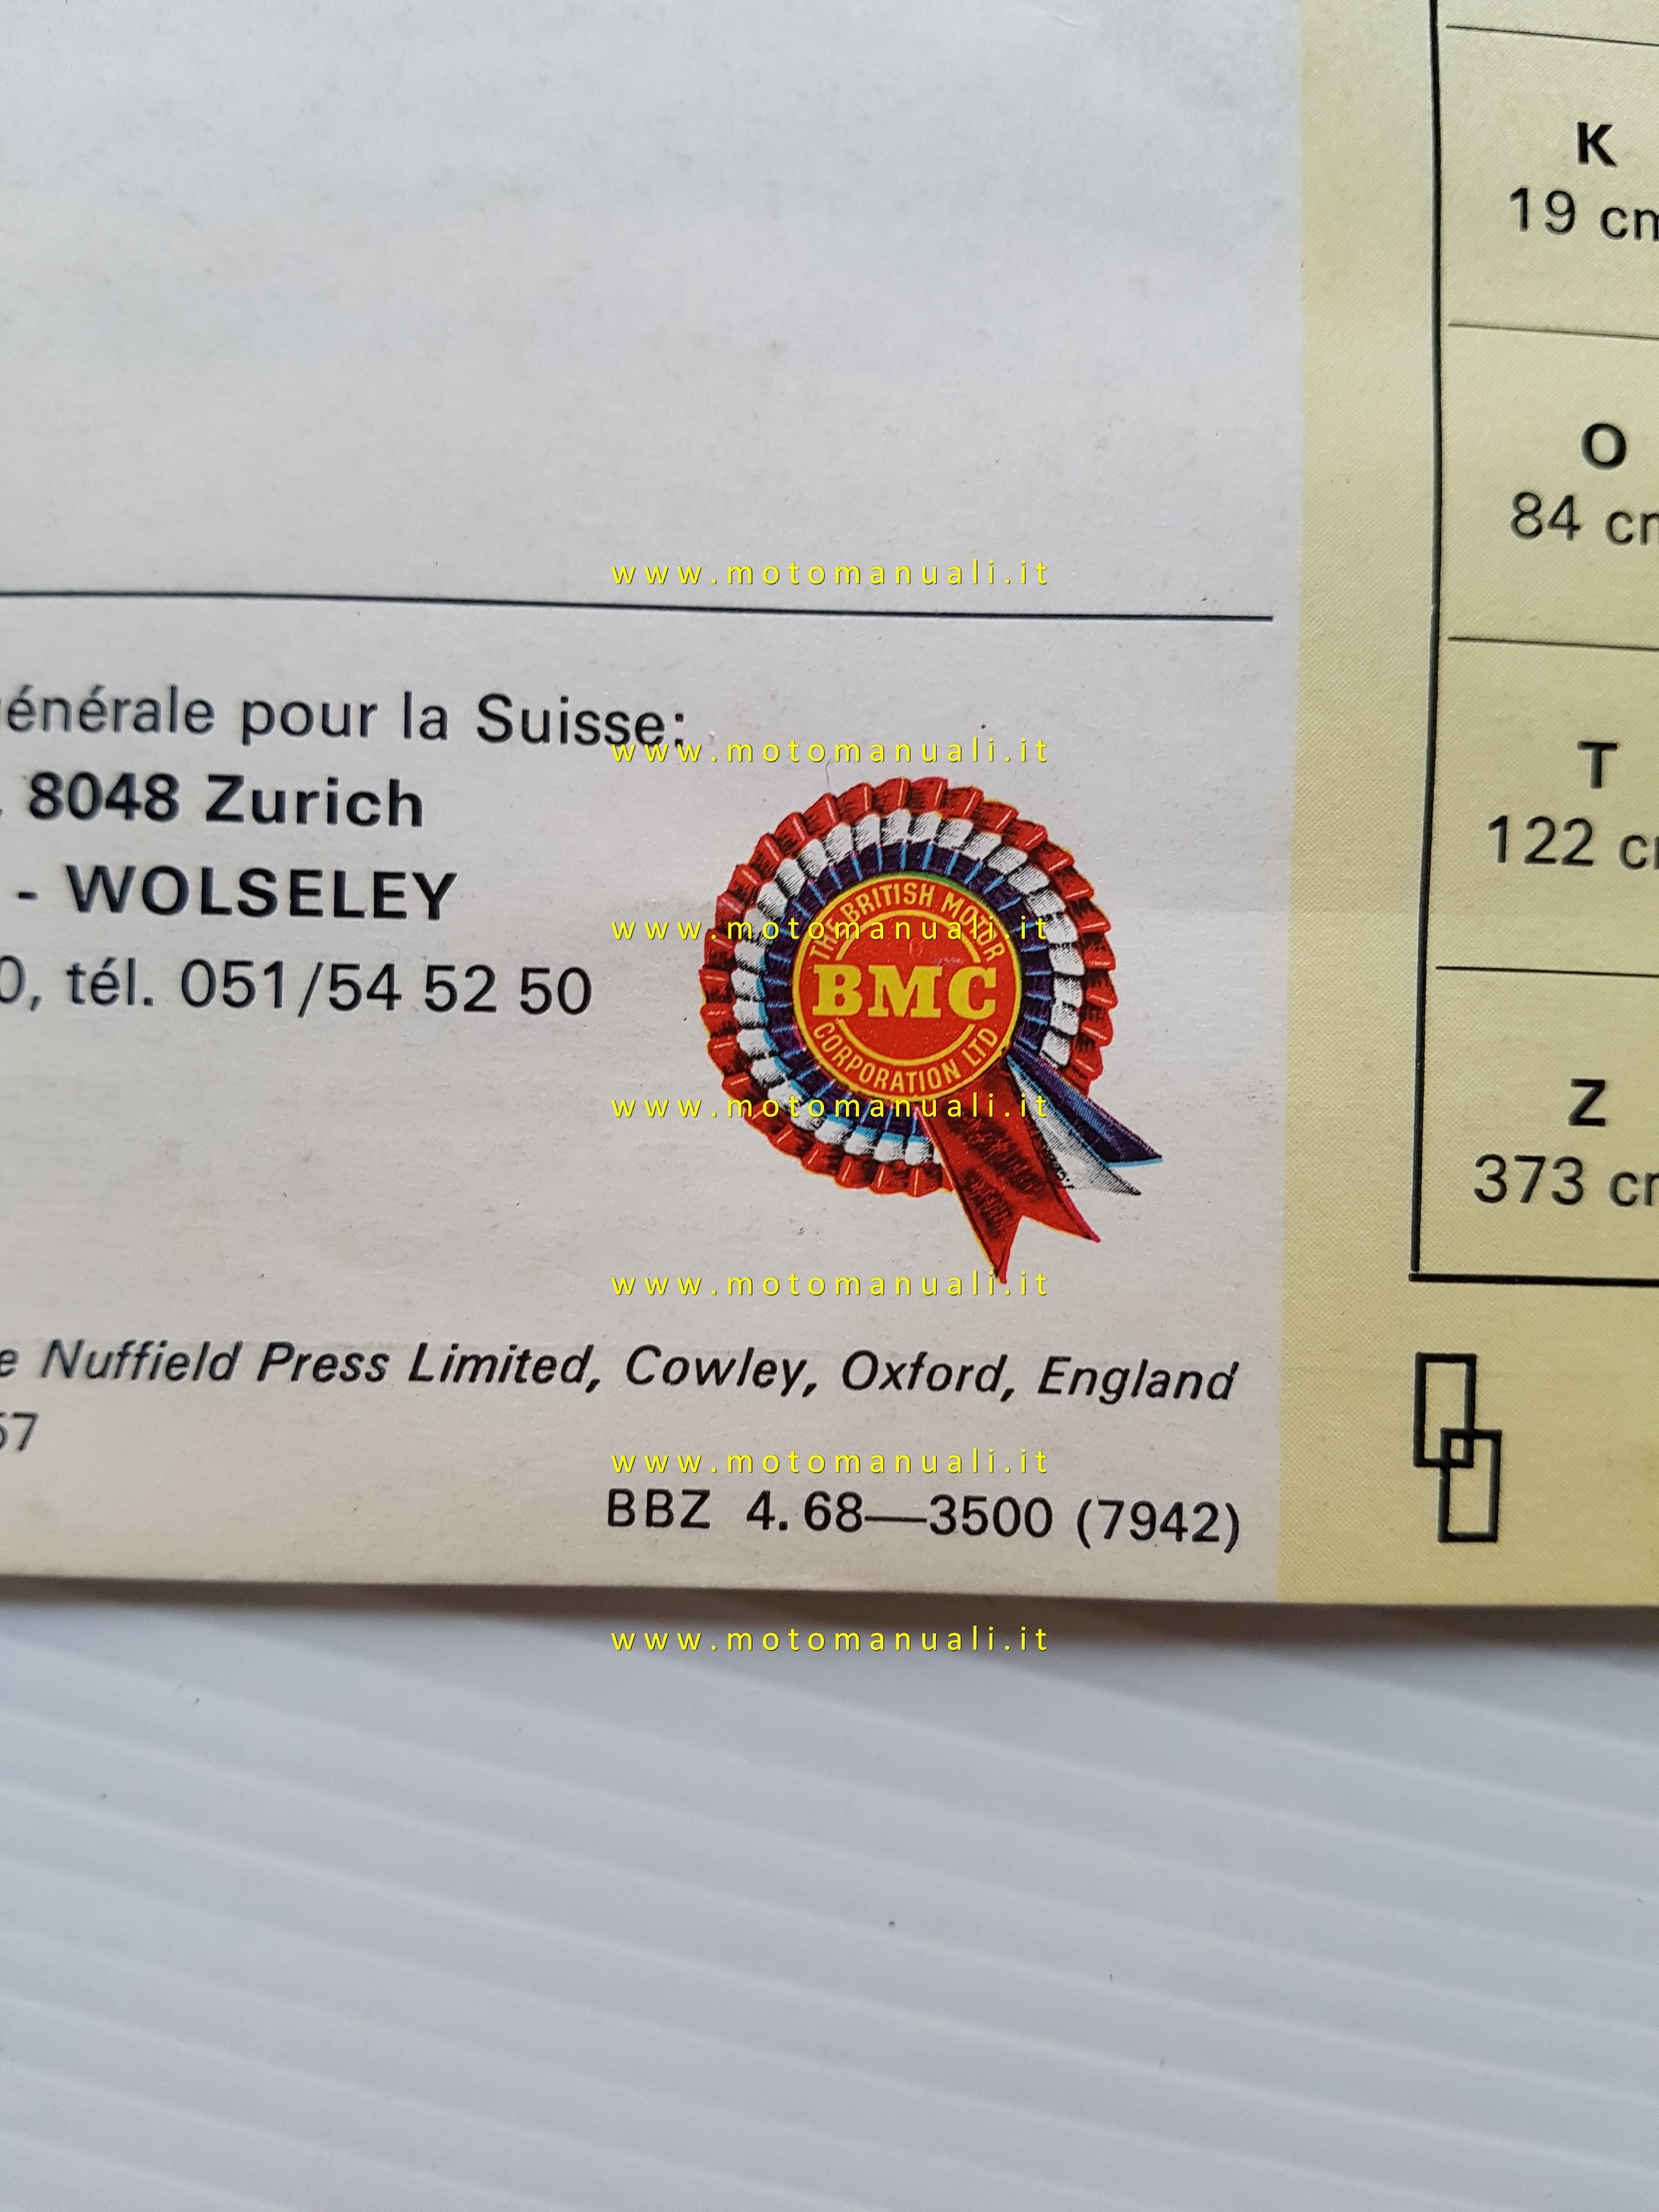 énérale pour la Suisse:
8048 Zurich
- WOLSELEY
0, tél. 051/54 52 50
THE BRITISH MOTOR
BMC
CORPORATION LTD
Nuffield Press Limited, Cowley, Oxford, England
57
BBZ 4.68—3500 (7942)
K
19 cm
O
84 cm
T
122 c
Z
373 cm
www.motomanuali.it
www.motomanuali.it
www.motomanuali.it
www.motomanuali.it
www.motomanuali.it
www.motomanuali.it
www.motomanuali.it